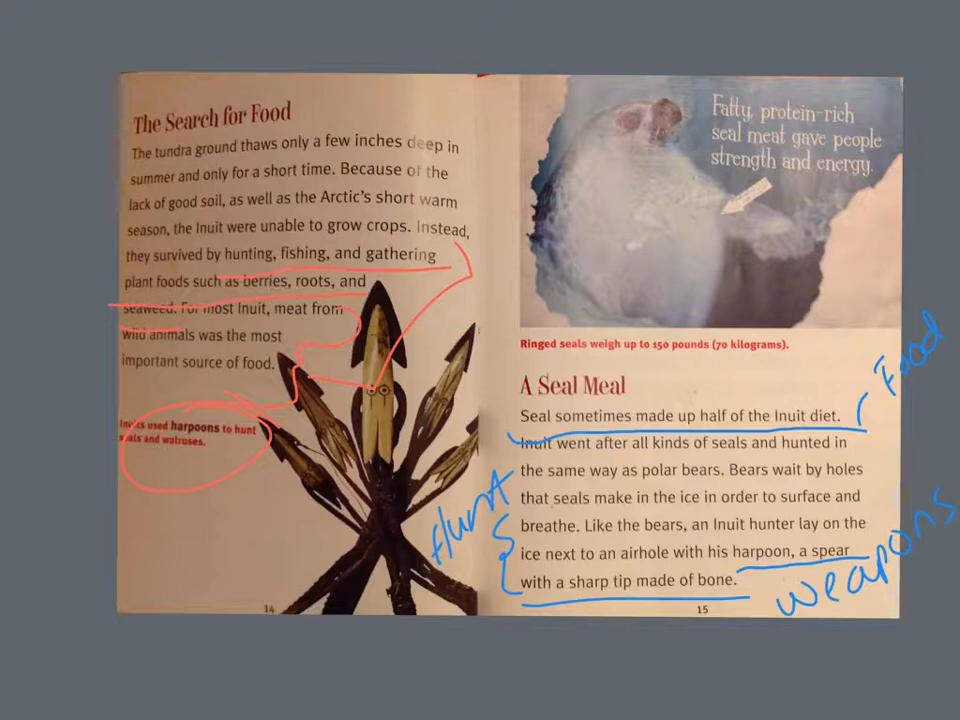 The Search for Food
The tundra ground thaws only a few inches deep in
summer and only for a short time. Because of the
lack of good soil, as well as the Arctic's short warm
season, the Inuit were unable to grow crops. Instead,
they survived by hunting, fishing, and gathering
plant foods such as berries, roots, and
seaweed. For most Inuit, meat from
wild animals was the most
important source of food.
Inuits used harpoons to hunt
seals and walruses.
14
Fatty, protein-rich
seal meat gave people
strength and energy.
Ringed seals weigh up to 150 pounds (70 kilograms).
A Seal Meal
Seal sometimes made up half of the Inuit diet.
Inuit went after all kinds of seals and hunted in
the same way as polar bears. Bears wait by holes
that seals make in the ice in order to surface and
breathe. Like the bears, an Inuit hunter lay on the
ice next to an airhole with his harpoon, a spear
with a sharp tip made of bone.
15
Food
Hunt
weapons